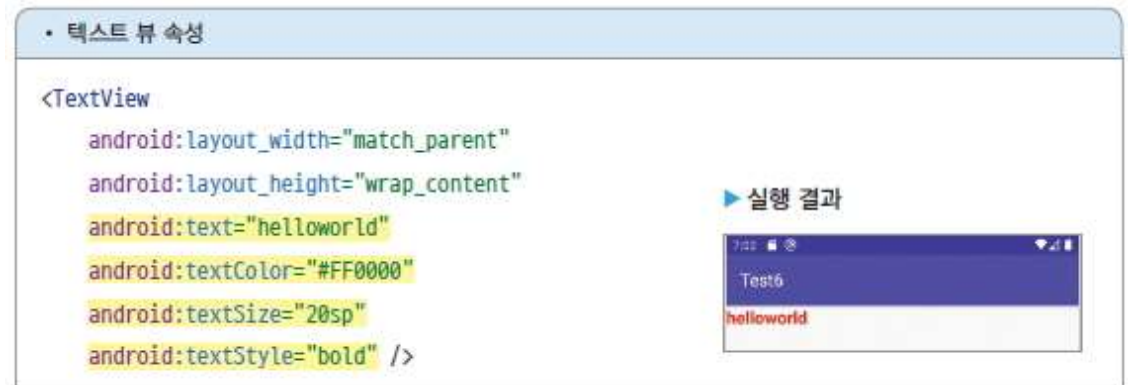 • 텍스트 뷰 속성
<TextView
android:layout_width="match_parent"
android:layout_height="wrap_content"
android:text="helloworld"
android:textColor="#FF0000"
android:textSize="20sp"
android:textStyle="bold" />
▶ 실행 결과
Test6
helloworld